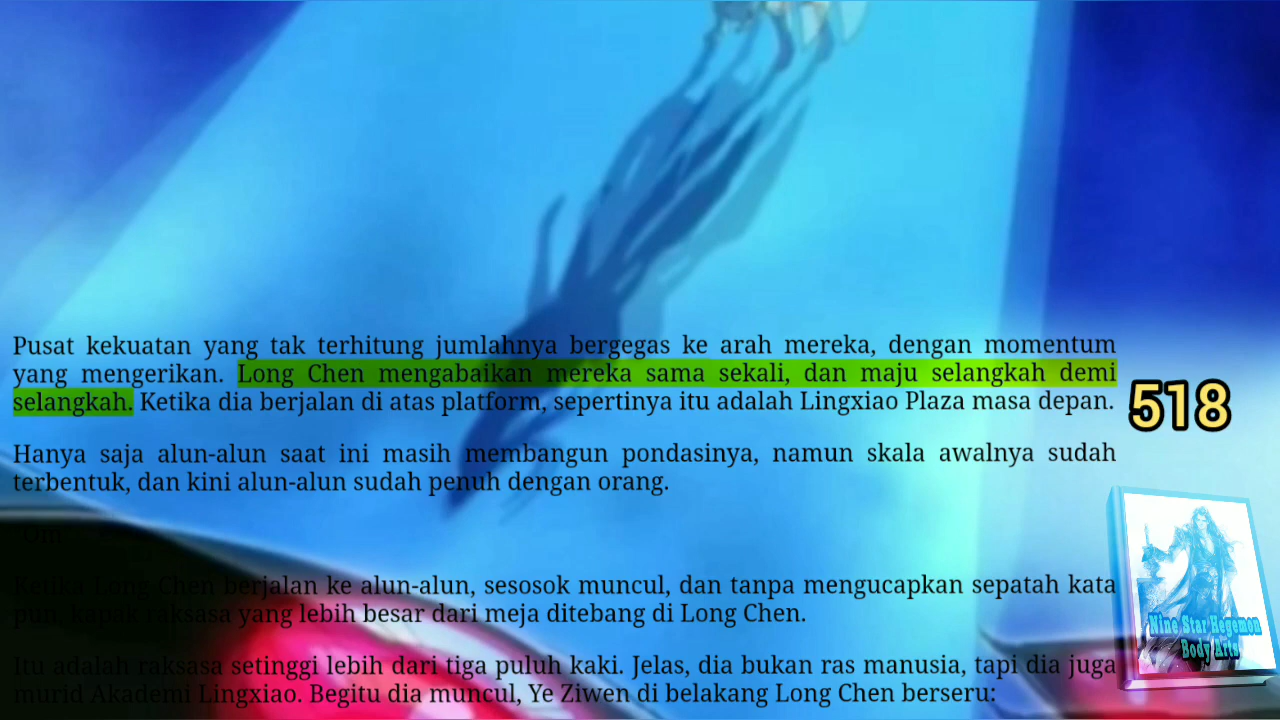 Pusat kekuatan yang tak terhitung jumlahnya bergegas ke arah mereka, dengan momentum
yang mengerikan. Long Chen mengabaikan mereka sama sekali, dan maju selangkah demi
selangkah. Ketika dia berjalan di atas platform, sepertinya itu adalah Lingxiao Plaza masa depan.
518
Hanya saja alun-alun saat ini masih membangun pondasinya, namun skala awalnya sudah
terbentuk, dan kini alun-alun sudah penuh dengan orang.
"Om"
Ketika Long Chen berjalan ke alun-alun, sesosok muncul, dan tanpa mengucapkan sepatah kata
pun, kapak raksasa yang lebih besar dari meja ditebang di Long Chen.
Itu adalah raksasa setinggi lebih dari tiga puluh kaki. Jelas, dia bukan ras manusia, tapi dia juga
murid Akademi Lingxiao. Begitu dia muncul, Ye Ziwen di belakang Long Chen berseru:
Nine Star Hegemon
Body Arts